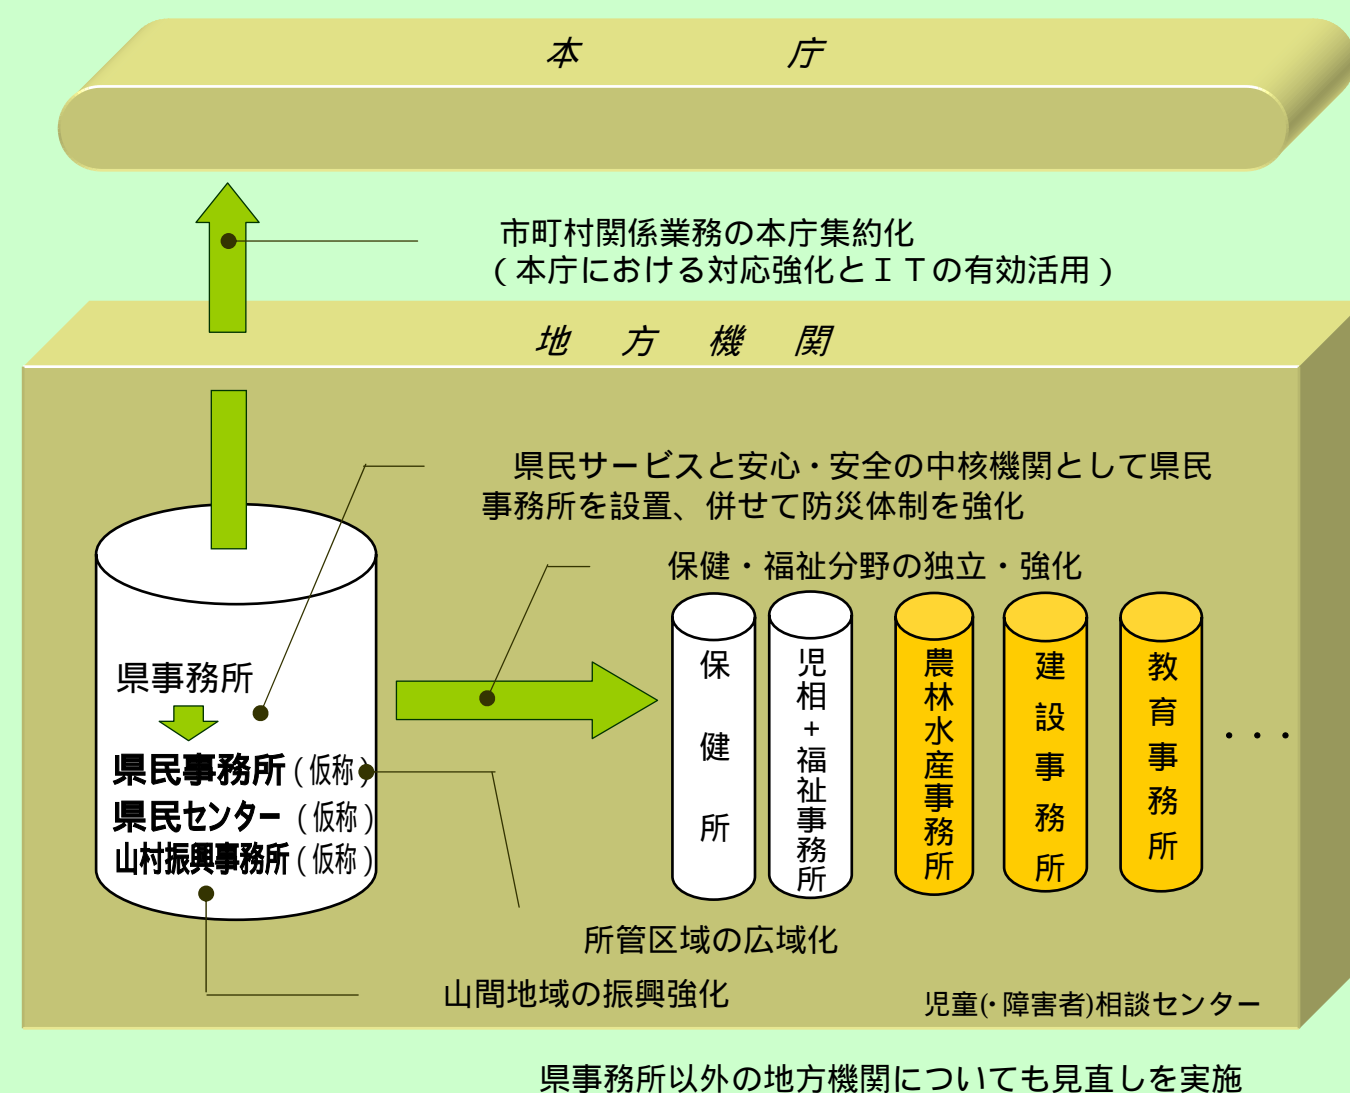 本庁
市町村関係業務の本庁集約化
(本庁における対応強化とＩＴの有効活用)
地方機関
県民サービスと安心・安全の中核機関として県民
事務所を設置、併せて防災体制を強化
保健・福祉分野の独立・強化
県事務所
県民事務所(仮称)
県民センター(仮称)
山村振興事務所(仮称)
保健所
児相+福祉事務所
農林水産事務所
建設事務所
教育事務所
・・・
所管区域の広域化
山間地域の振興強化
児童(・障害者)相談センター
県事務所以外の地方機関についても見直しを実施